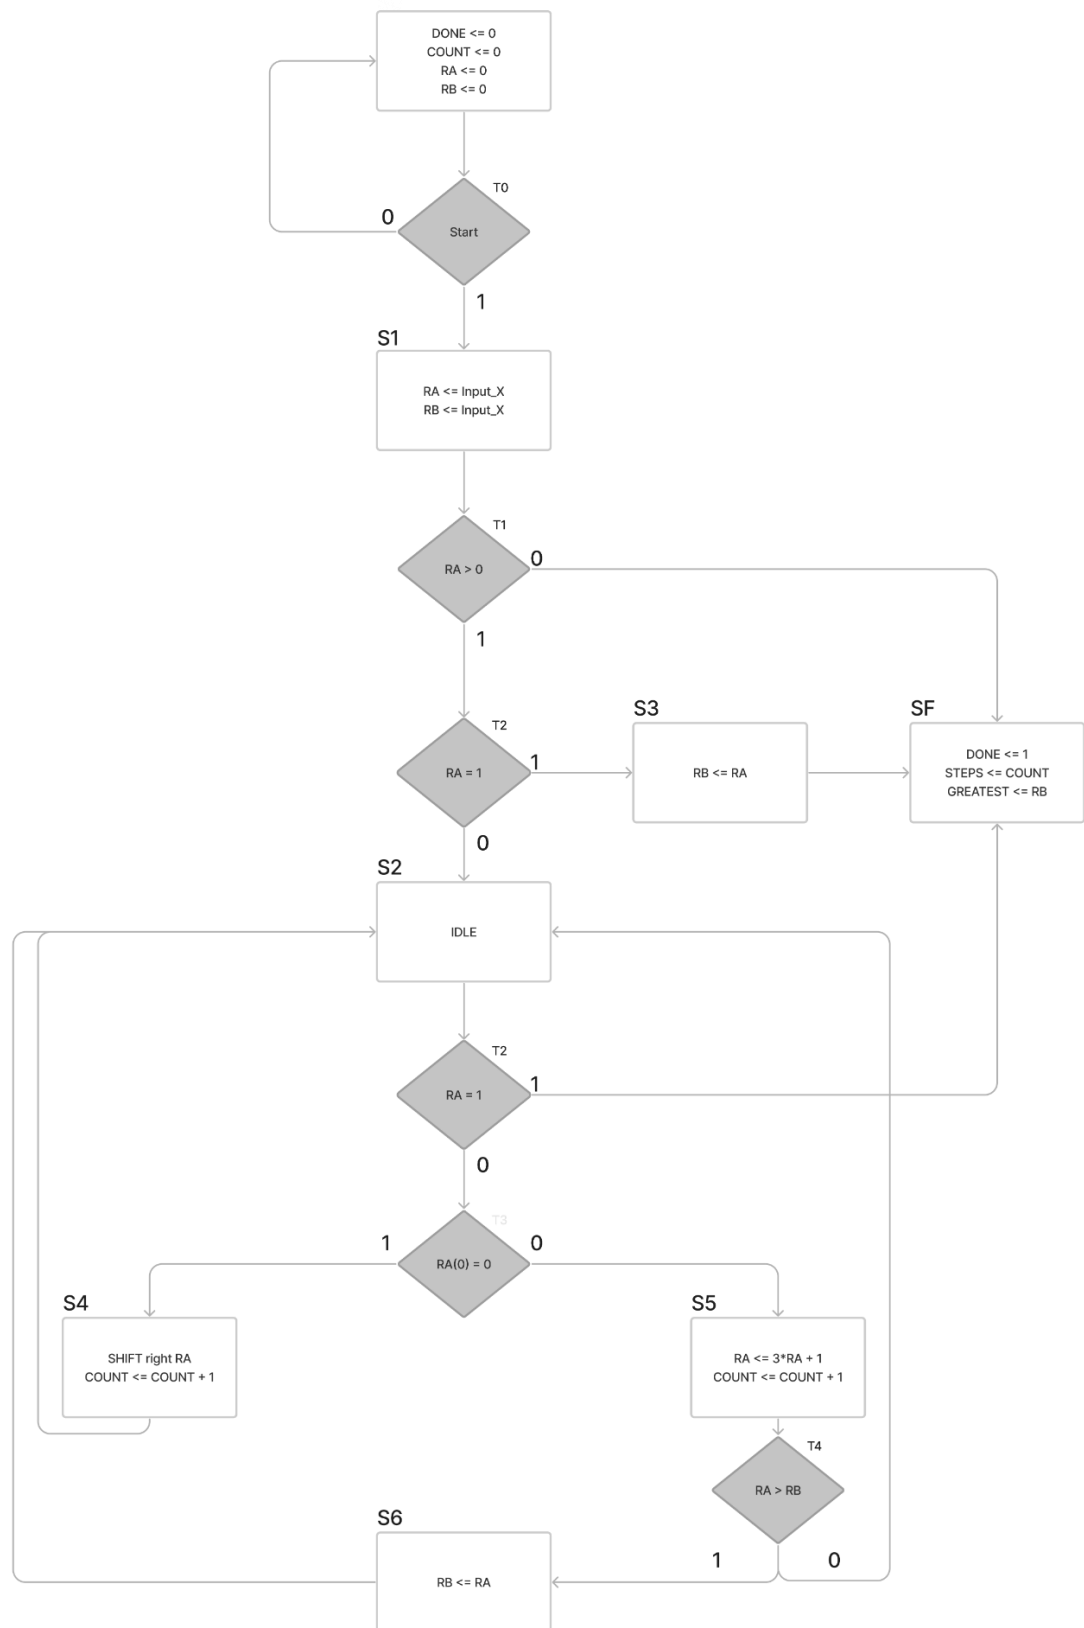 DONE <= 0
COUNT <= 0
RA <= 0
RB <= 0
T0
0
Start
1
S1
RA <= Input_X
RB <= Input_X
T1
RA > 0
0
1
T2
RA = 1
1
S3
RB <= RA
SF
DONE <= 1
STEPS <= COUNT
GREATEST <= RB
0
S2
IDLE
T2
RA = 1
1
0
T3
1
RA(0) = 0
0
S4
SHIFT right RA
COUNT <= COUNT + 1
S5
RA <= 3*RA + 1
COUNT <= COUNT + 1
T4
RA > RB
1
0
S6
RB <= RA